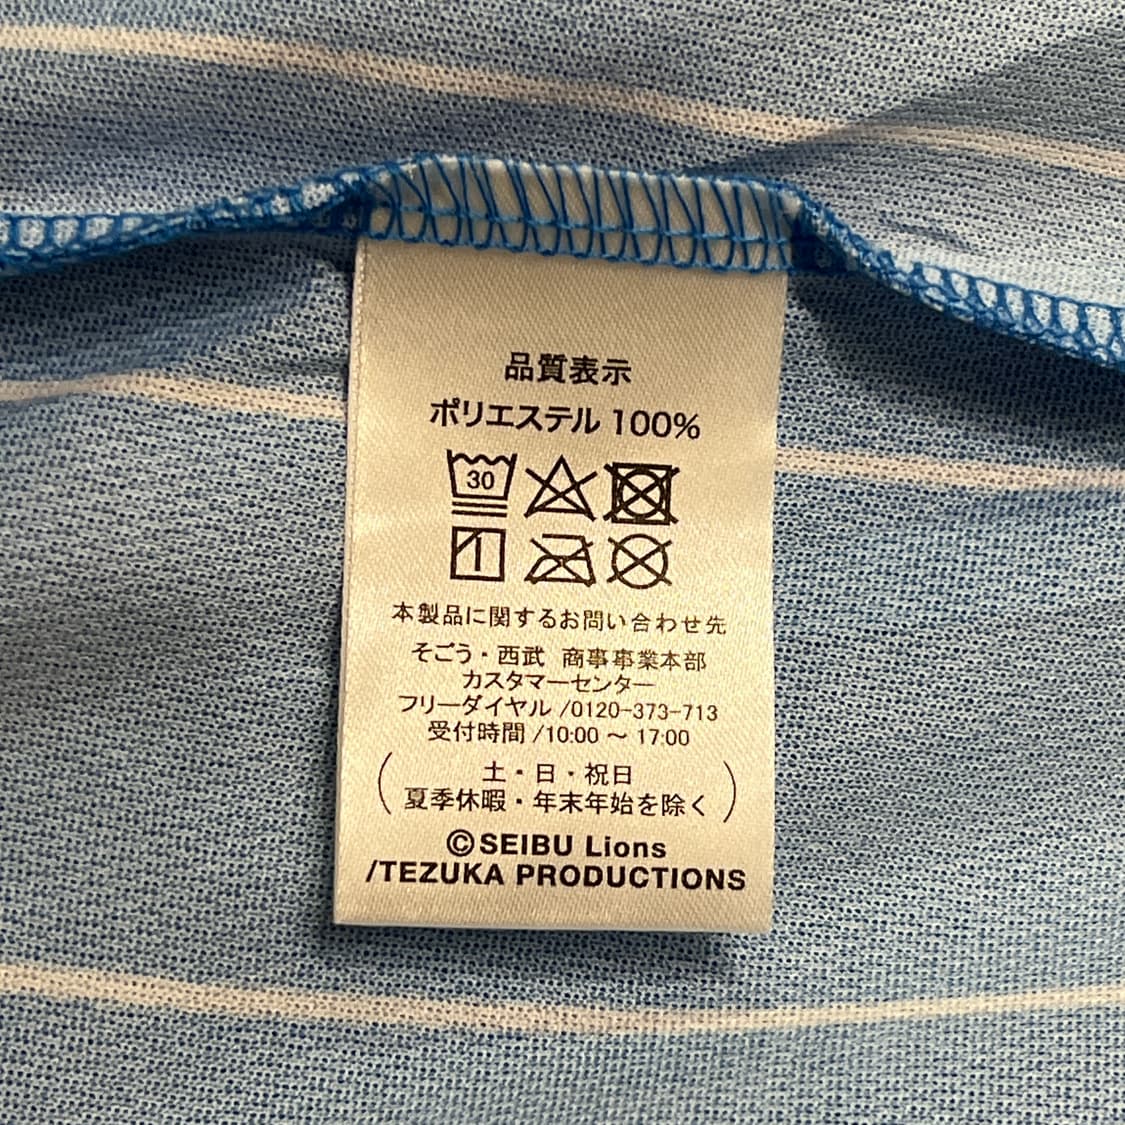 品質表示
ポリエステル 100%
30
本製品に関するお問い合わせ先
そごう・西武 商事事業本部
カスタマーセンター
フリーダイヤル /0120-373-713
受付時間 /10:00 ～ 17:00
(土・日・祝日
夏季休暇・年末年始を除く)
©SEIBU Lions
/TEZUKA PRODUCTIONS